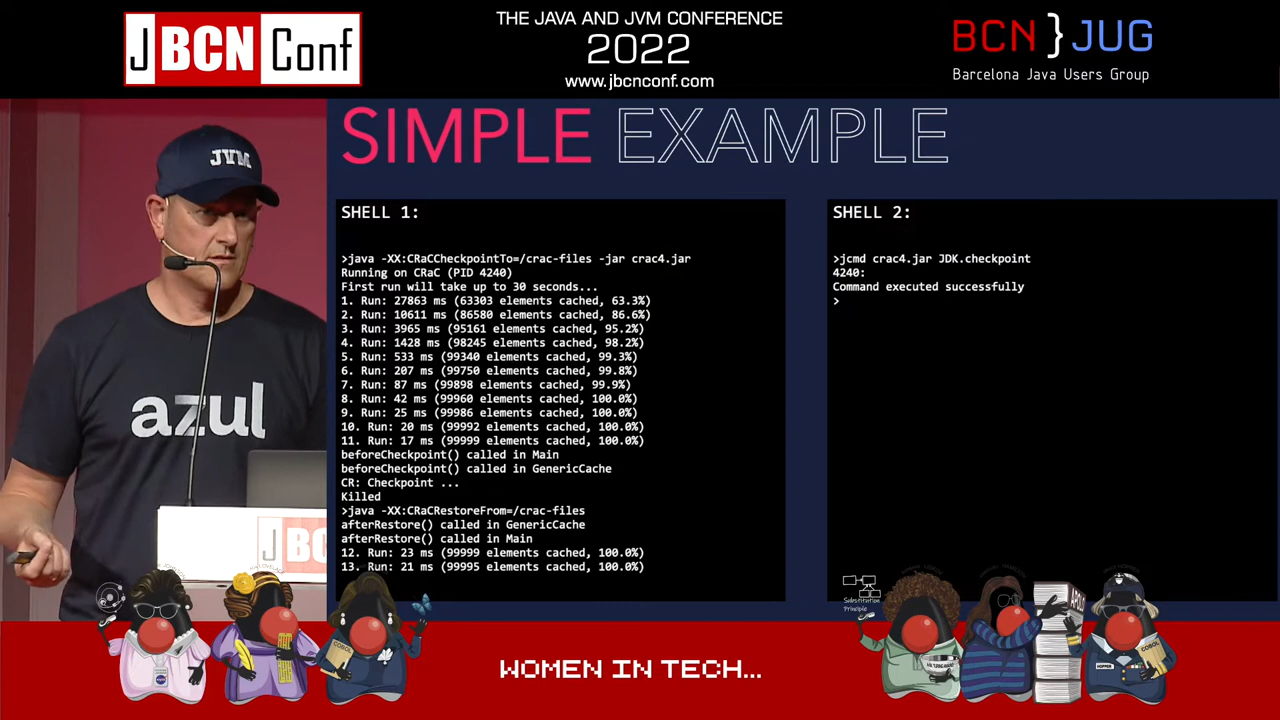 JBCNConf
THE JAVA AND JVM CONFERENCE
2022
www.jbcnconf.com
BCN}JUG
Barcelona Java Users Group
JVM
azul
JBC
SIMPLE EXAMPLE
SHELL 1:
>java -XX:CRaCCheckpointTo=/crac-files -jar crac4.jar
Running on CRaC (PID 4240)
First run will take up to 30 seconds...
1. Run: 27863 ms (63303 elements cached, 63.3%)
2. Run: 10611 ms (86580 elements cached, 86.6%)
3. Run: 3965 ms (95161 elements cached, 95.2%)
4. Run: 1428 ms (98245 elements cached, 98.2%)
5. Run: 533 ms (99340 elements cached, 99.3%)
6. Run: 207 ms (99750 elements cached, 99.8%)
7. Run: 87 ms (99898 elements cached, 99.9%)
8. Run: 42 ms (99960 elements cached, 100.0%)
9. Run: 25 ms (99986 elements cached, 100.0%)
10. Run: 20 ms (99992 elements cached, 100.0%)
11. Run: 17 ms (99999 elements cached, 100.0%)
beforeCheckpoint() called in Main
beforeCheckpoint() called in GenericCache
CR: Checkpoint ...
Killed
>java -XX:CRaCRestoreFrom=/crac-files
afterRestore() called in GenericCache
afterRestore() called in Main
12. Run: 23 ms (99999 elements cached, 100.0%)
13. Run: 21 ms (99995 elements cached, 100.0%)
SHELL 2:
>jcmd crac4.jar JDK.checkpoint
4240:
Command executed successfully
>
Substitution
Principle
COBOL
HOPPER
COBOL
WOMEN IN TECH...